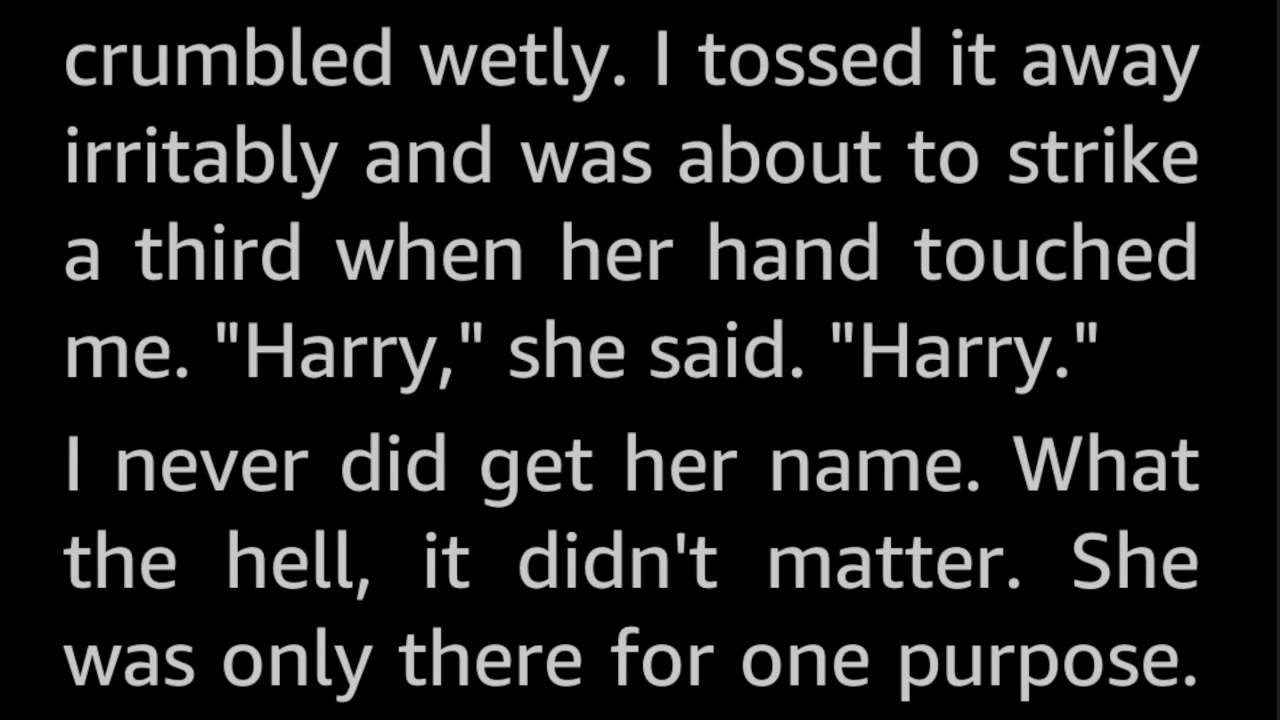 crumbled wetly. I tossed it away
irritably and was about to strike
a third when her hand touched
me. "Harry," she said. "Harry."
I never did get her name. What
the hell, it didn't matter. She
was only there for one purpose.